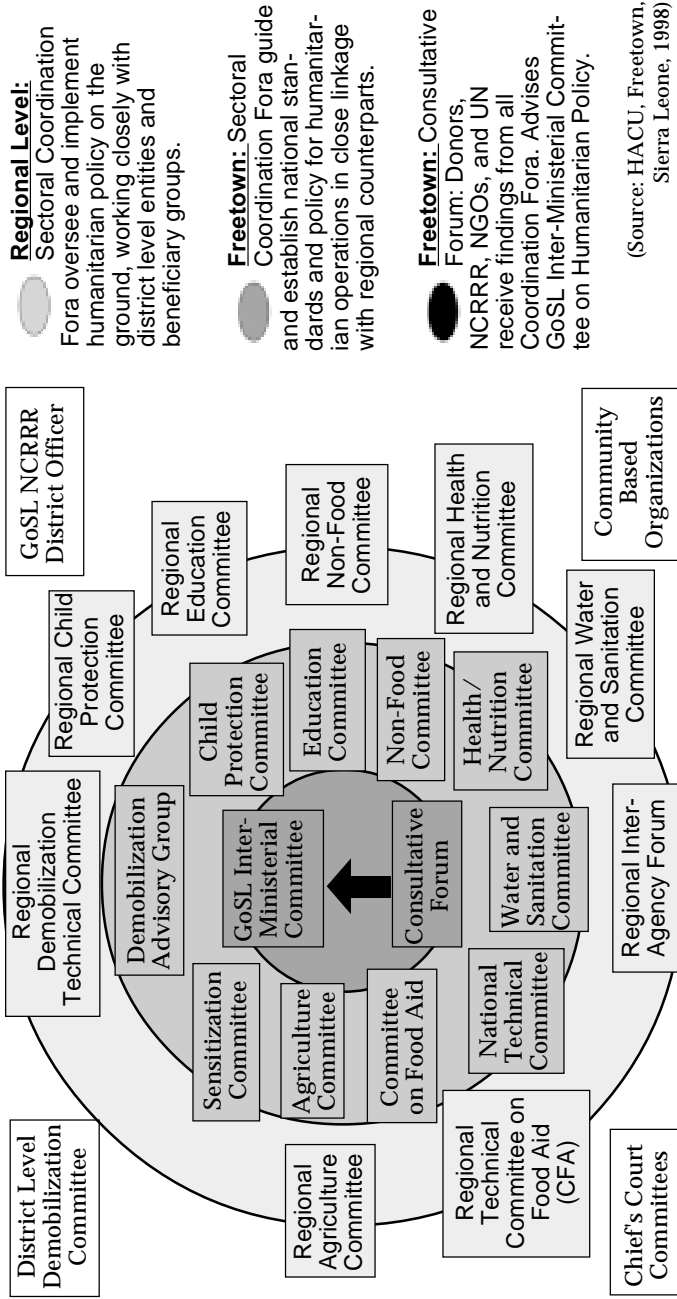 District Level
Demobilization
Committee
Regional
Demobilization
Technical Committee
Regional Child
Protection
Committee
GoSL NCRRR
District Officer
Regional
Education
Committee
Regional
Non-Food
Committee
Regional Health
and Nutrition
Committee
Regional Water
and Sanitation
Committee
Community
Based
Organizations
Regional Inter-
Agency Forum
Regional
Technical
Committee on
Food Aid
(CFA)
Chief's Court
Committees
Regional
Agriculture
Committee
Demobilization
Advisory Group
Child
Protection
Committee
Education
Committee
Non-Food
Committee
Health/
Nutrition
Committee
Water and
Sanitation
Committee
National
Technical
Committee
Committee
on Food Aid
Agriculture
Committee
Sensitization
Committee
GoSL Inter-
Ministerial
Committee
Consultative
Forum
Regional Level:
Sectoral Coordination
Fora oversee and implement
humanitarian policy on the
ground, working closely with
district level entities and
beneficiary groups.
Freetown: Sectoral
Coordination Fora guide
and establish national stan-
dards and policy for humanitar-
ian operations in close linkage
with regional counterparts.
Freetown: Consultative
Forum: Donors,
NCRRR, NGOs, and UN
receive findings from all
Coordination Fora. Advises
GoSL Inter-Ministerial Commit-
tee on Humanitarian Policy.
(Source: HACU, Freetown,
Sierra Leone, 1998)